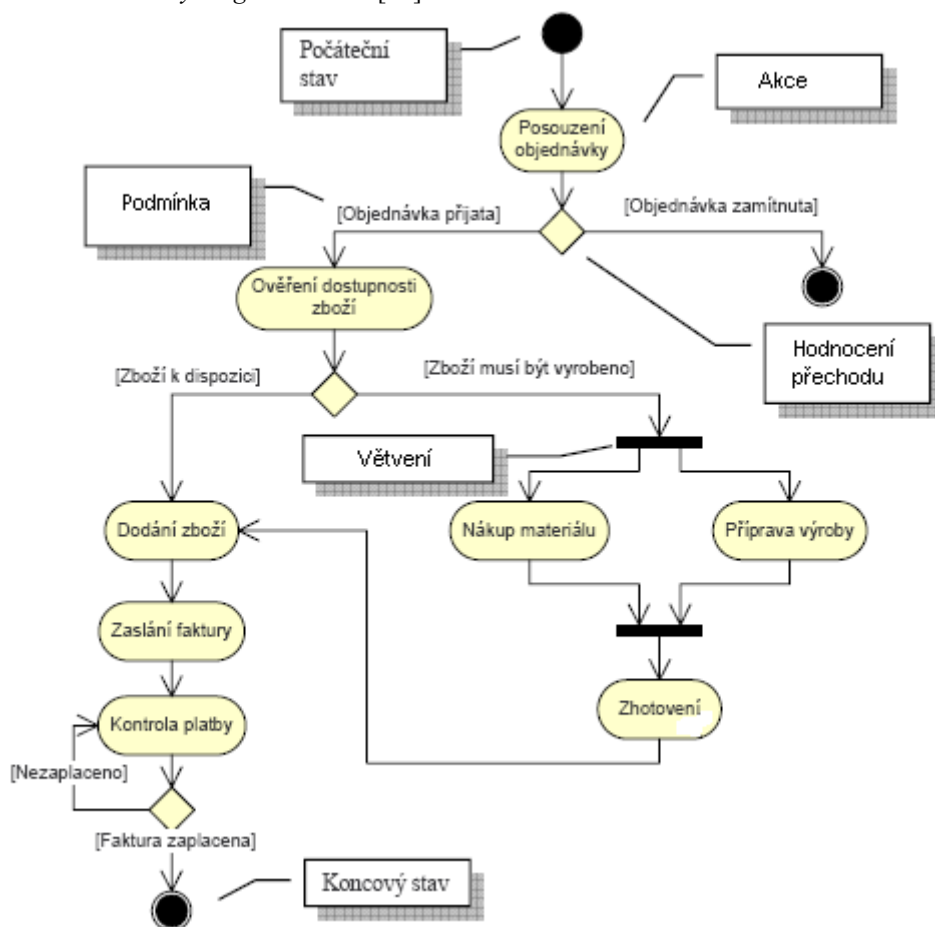 Počáteční
stav
Akce
Posouzení
objednávky
Podmínka
[Objednávka přijata]
[Objednávka zamítnuta]
Ověření dostupnosti
zboží
Hodnocení
přechodu
[Zboží k dispozici]
[Zboží musí být vyrobeno]
Větvení
Dodání zboží
Nákup materiálu
Příprava výroby
Zaslání faktury
Zhotovení
Kontrola platby
[Nezaplaceno]
[Faktura zaplacena]
Koncový stav